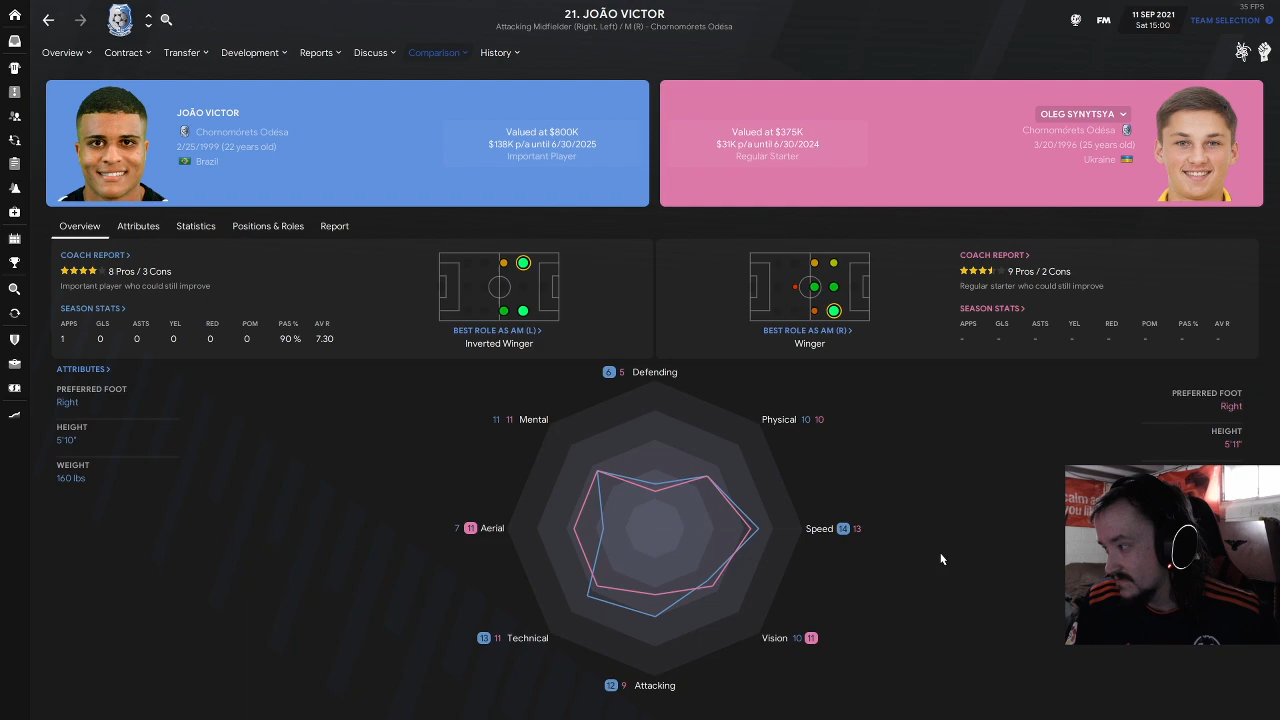 35 FPS
21. JOÃO VICTOR
Attacking Midfielder (Right, Left) / M (R) - Chornomórets Odésa
FM
11 SEP 2021
Sat 15:00
TEAM SELECTION
Overview Contract Transfer Development Reports Discuss Comparison History
JOÃO VICTOR
Chornomórets Odésa
2/25/1999 (22 years old)
Brazil
Valued at $800K
$138K p/a until 6/30/2025
Important Player
Valued at $375K
$31K p/a until 6/30/2024
Regular Starter
OLEG SYNYTSYA
Chornomórets Odésa
3/20/1996 (25 years old)
Ukraine
Overview Attributes Statistics Positions & Roles Report
COACH REPORT
8 Pros / 3 Cons
Important player who could still improve
SEASON STATS
APPS GLS ASTS YEL RED POM PAS % AV R
1 0 0 0 0 0 90 % 7.30
BEST ROLE AS AM (L)
Inverted Winger
BEST ROLE AS AM (R)
Winger
COACH REPORT
9 Pros / 2 Cons
Regular starter who could still improve
SEASON STATS
APPS GLS ASTS YEL RED POM PAS % AV R
- - - - - - - -
ATTRIBUTES
PREFERRED FOOT
Right
HEIGHT
5'10"
WEIGHT
160 lbs
6 5 Defending
11 11 Mental
Physical 10 10
7 11 Aerial
Speed 14 13
13 11 Technical
Vision 10 11
12 9 Attacking
PREFERRED FOOT
Right
HEIGHT
5'11"